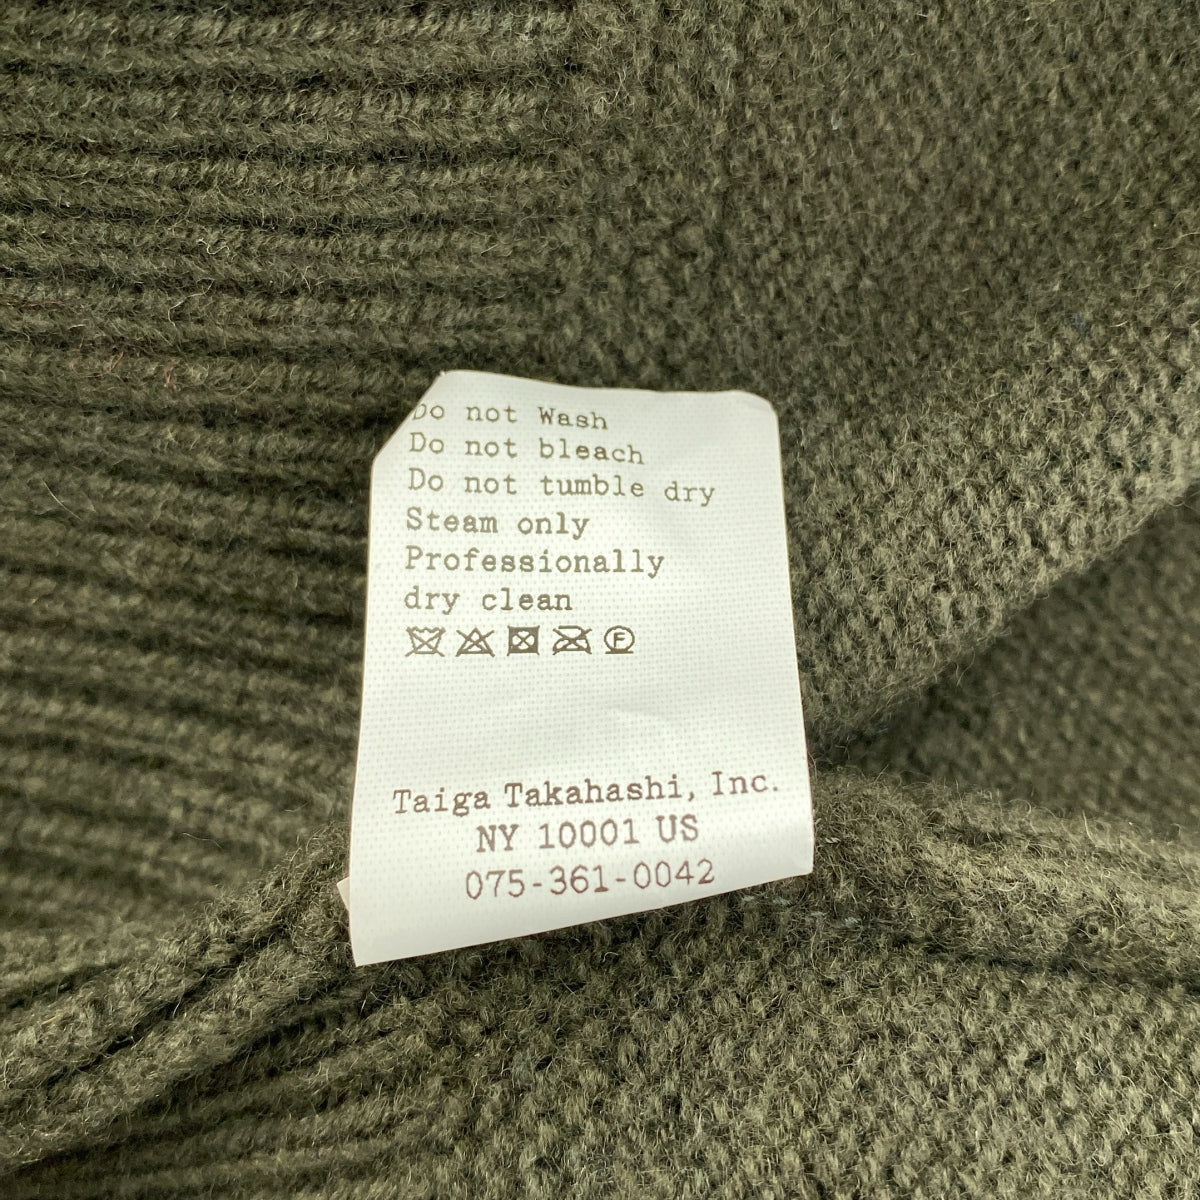 Do not Wash
Do not bleach
Do not tumble dry
Steam only
Professionally
dry clean
F
Taiga Takahashi, Inc.
NY 10001 US
075-361-0042